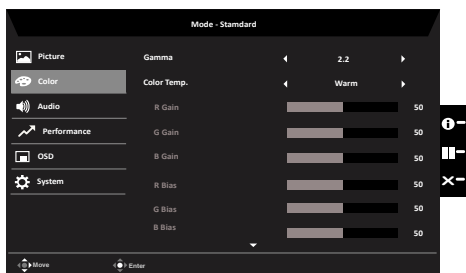 Mode - Stamdard
Picture
Gamma
2.2
Color
Color Temp.
Warm
Audio
R Gain
50
Performance
G Gain
50
OSD
B Gain
50
System
R Bias
50
G Bias
50
B Bias
50
Move
Enter